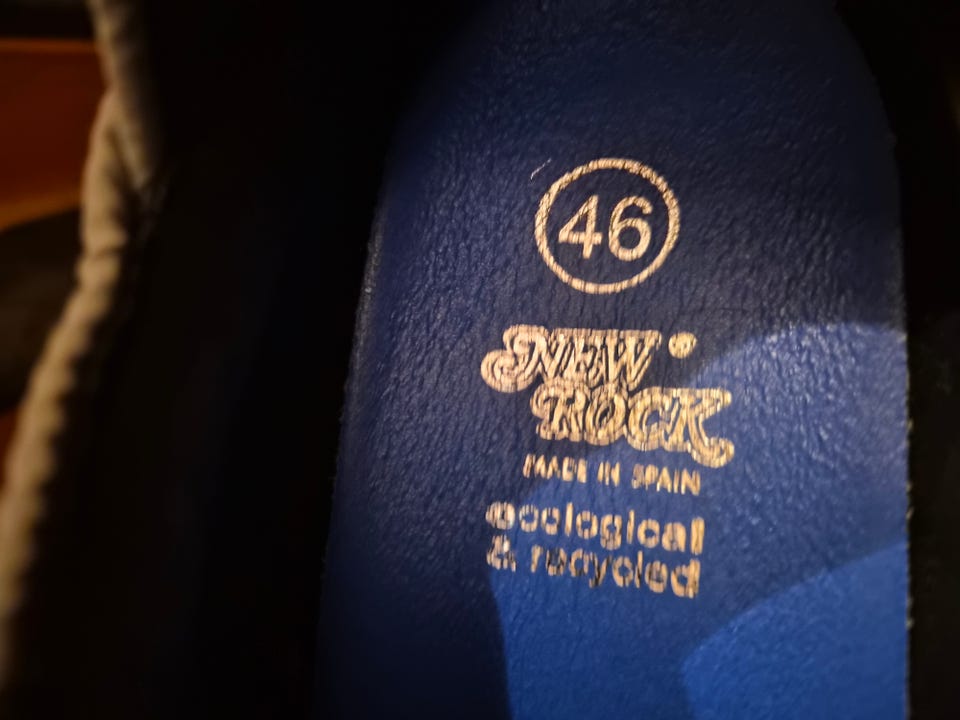 46
NEW ®
ROCK
MADE IN SPAIN
ecological
& recycled